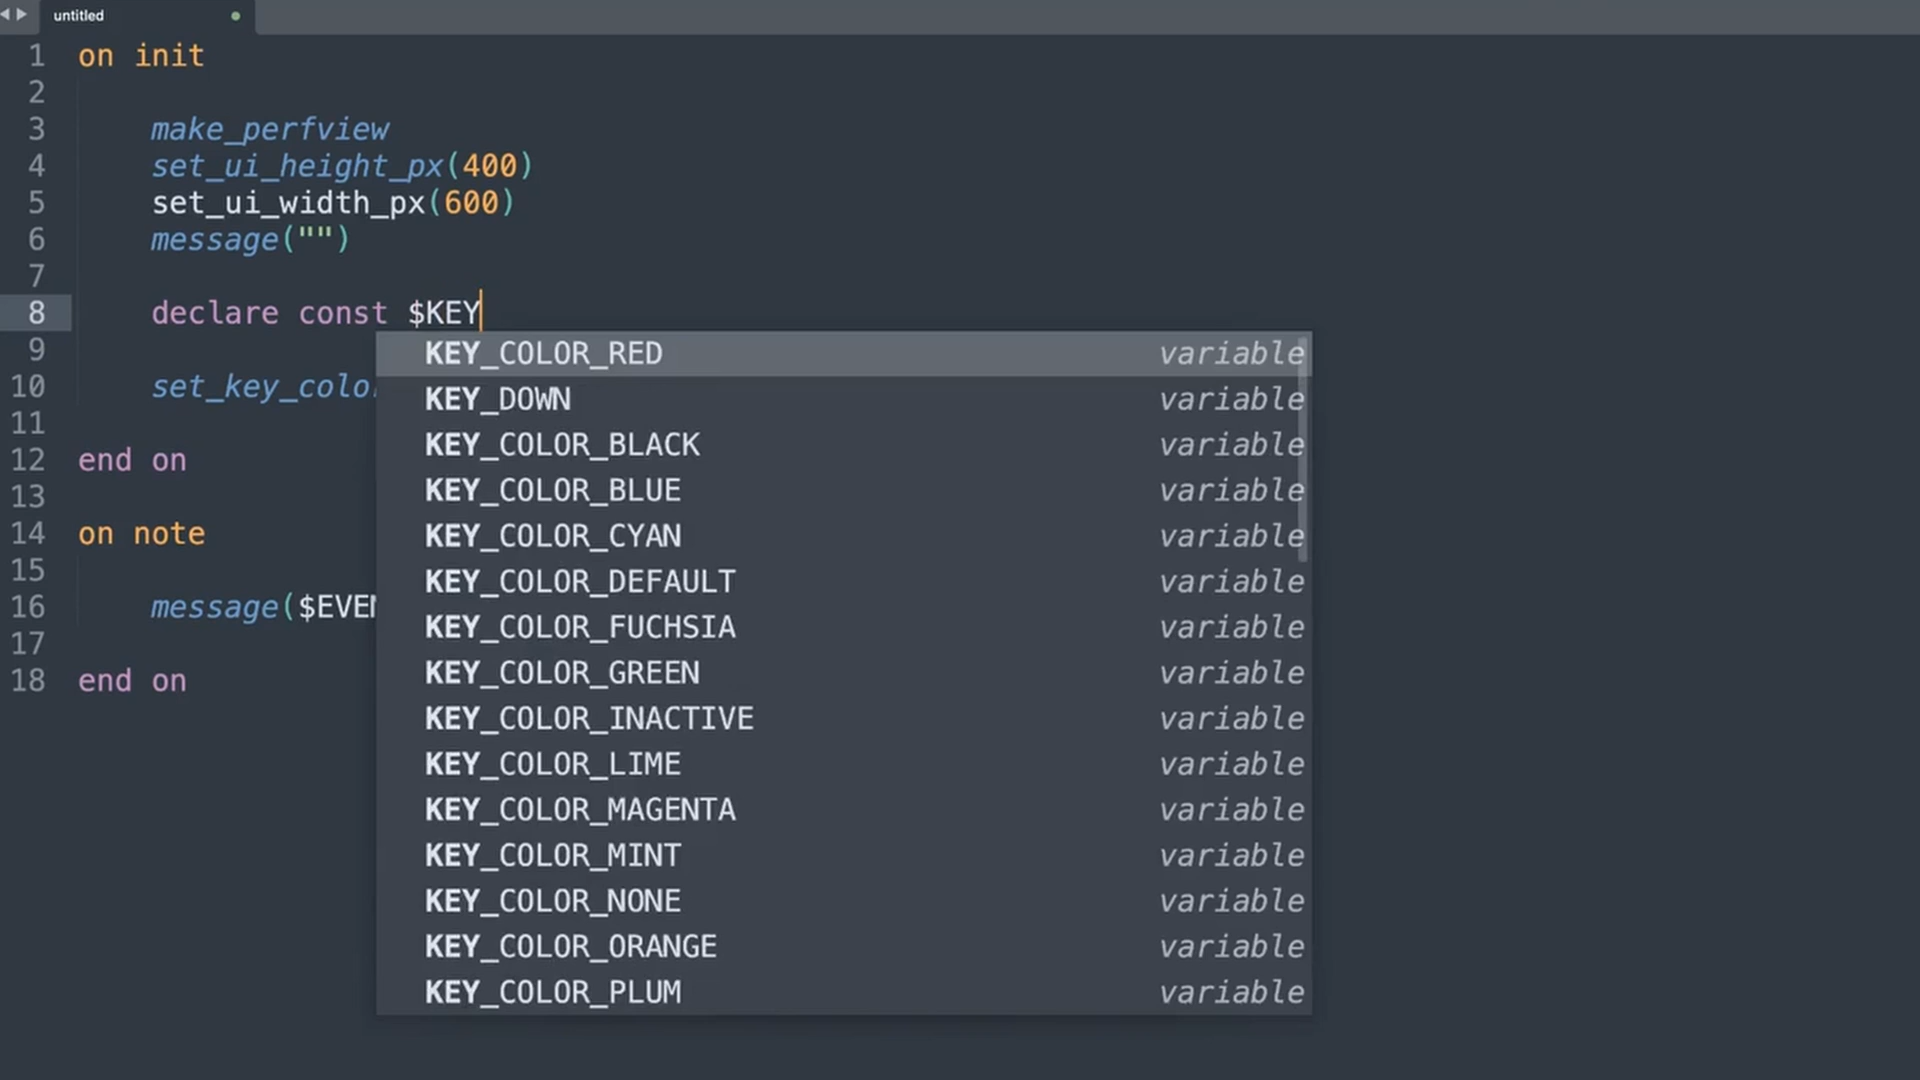 untitled
1 on init
2
3 make_perfview
4 set_ui_height_px(400)
5 set_ui_width_px(600)
6 message("")
7
8 declare const $KEY
9
10 set_key_color
11
12 end on
13
14 on note
15
16 message($EVEN
17
18 end on
KEY_COLOR_RED variable
KEY_DOWN variable
KEY_COLOR_BLACK variable
KEY_COLOR_BLUE variable
KEY_COLOR_CYAN variable
KEY_COLOR_DEFAULT variable
KEY_COLOR_FUCHSIA variable
KEY_COLOR_GREEN variable
KEY_COLOR_INACTIVE variable
KEY_COLOR_LIME variable
KEY_COLOR_MAGENTA variable
KEY_COLOR_MINT variable
KEY_COLOR_NONE variable
KEY_COLOR_ORANGE variable
KEY_COLOR_PLUM variable